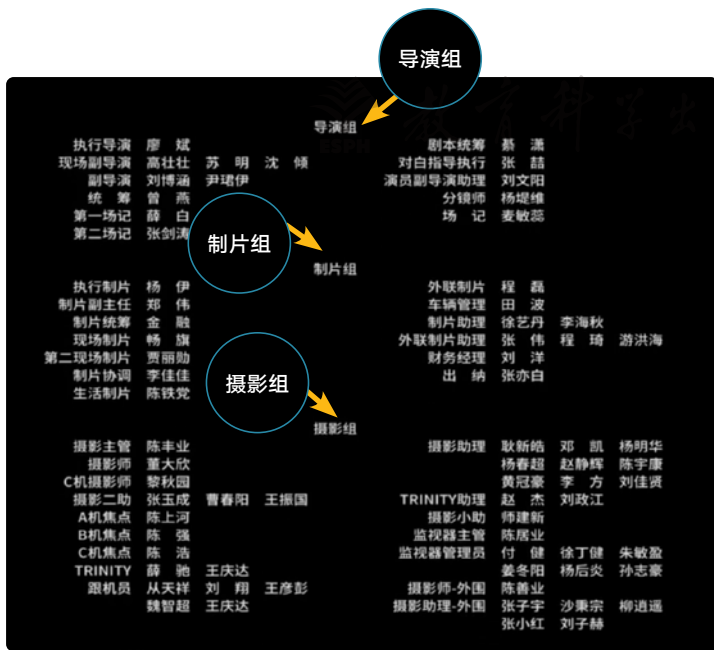 导演组
导演组
执行导演 廖 斌
现场副导演 高壮壮 苏 明 沈 倾
副导演 刘博涵 尹珺伊
统 筹 曾 燕
第一场记 薛 白
第二场记 张剑涛
剧本统筹 綦 潇
对白指导执行 张 喆
演员副导演助理 刘文阳
分镜师 杨堤维
场 记 麦敏蕊
制片组
制片组
执行制片 杨 伊
制片副主任 郑 伟
制片统筹 金 融
现场制片 畅 旗
第二现场制片 贾丽勋
制片协调 李佳佳
生活制片 陈铁党
外联制片 程 磊
车辆管理 田 波
制片助理 徐艺丹 李海秋
外联制片助理 张 伟 程 琦 游洪海
财务经理 刘 洋
出 纳 张亦白
摄影组
摄影组
摄影主管 陈丰业
摄影师 董大欣
C机摄影师 黎秋园
摄影二助 张玉成 曹春阳 王振国
A机焦点 陈上河
B机焦点 陈 强
C机焦点 陈 浩
TRINITY 薛 驰 王庆达
跟机员 从天祥 刘 翔 王彦彭
魏智超 王庆达
摄影助理 耿新皓 邓 凯 杨明华
杨春超 赵静辉 陈宇康
黄冠豪 李 方 刘佳贤
TRINITY助理 赵 杰 刘政江
摄影小助 师建新
监视器主管 陈居业
监视器管理员 付 健 徐丁健 朱敏盈
姜冬阳 杨后炎 孙志豪
摄影师-外围 陈善业
摄影助理-外围 张子宇 沙秉宗 柳逍遥
张小红 刘子赫